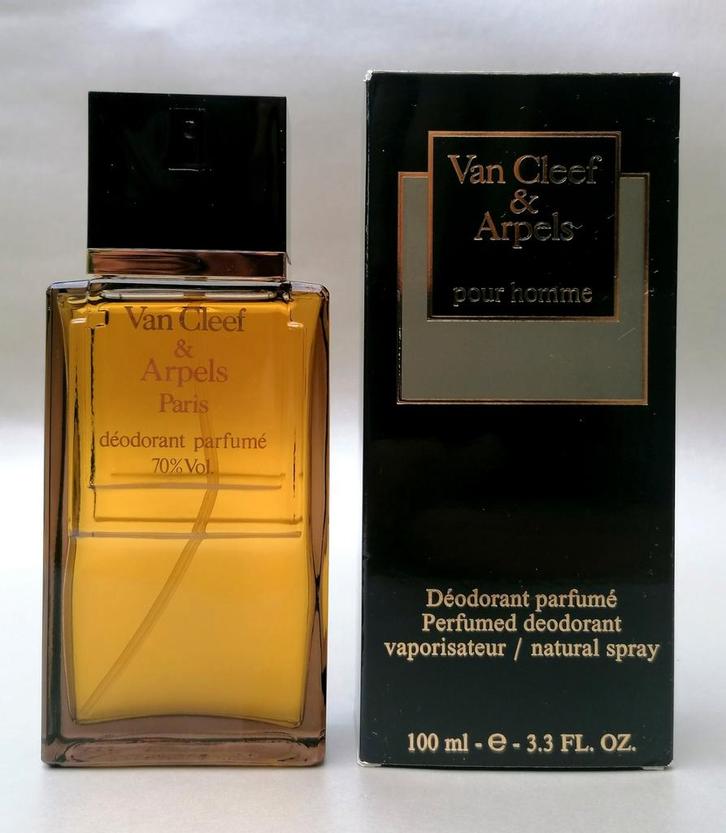 Van Cleef
&
Arpels
Paris
déodorant parfumé
70% Vol.
Van Cleef
&
Arpels
pour homme
Déodorant parfumé
Perfumed deodorant
vaporisateur / natural spray
100 ml - e - 3.3 FL. OZ.